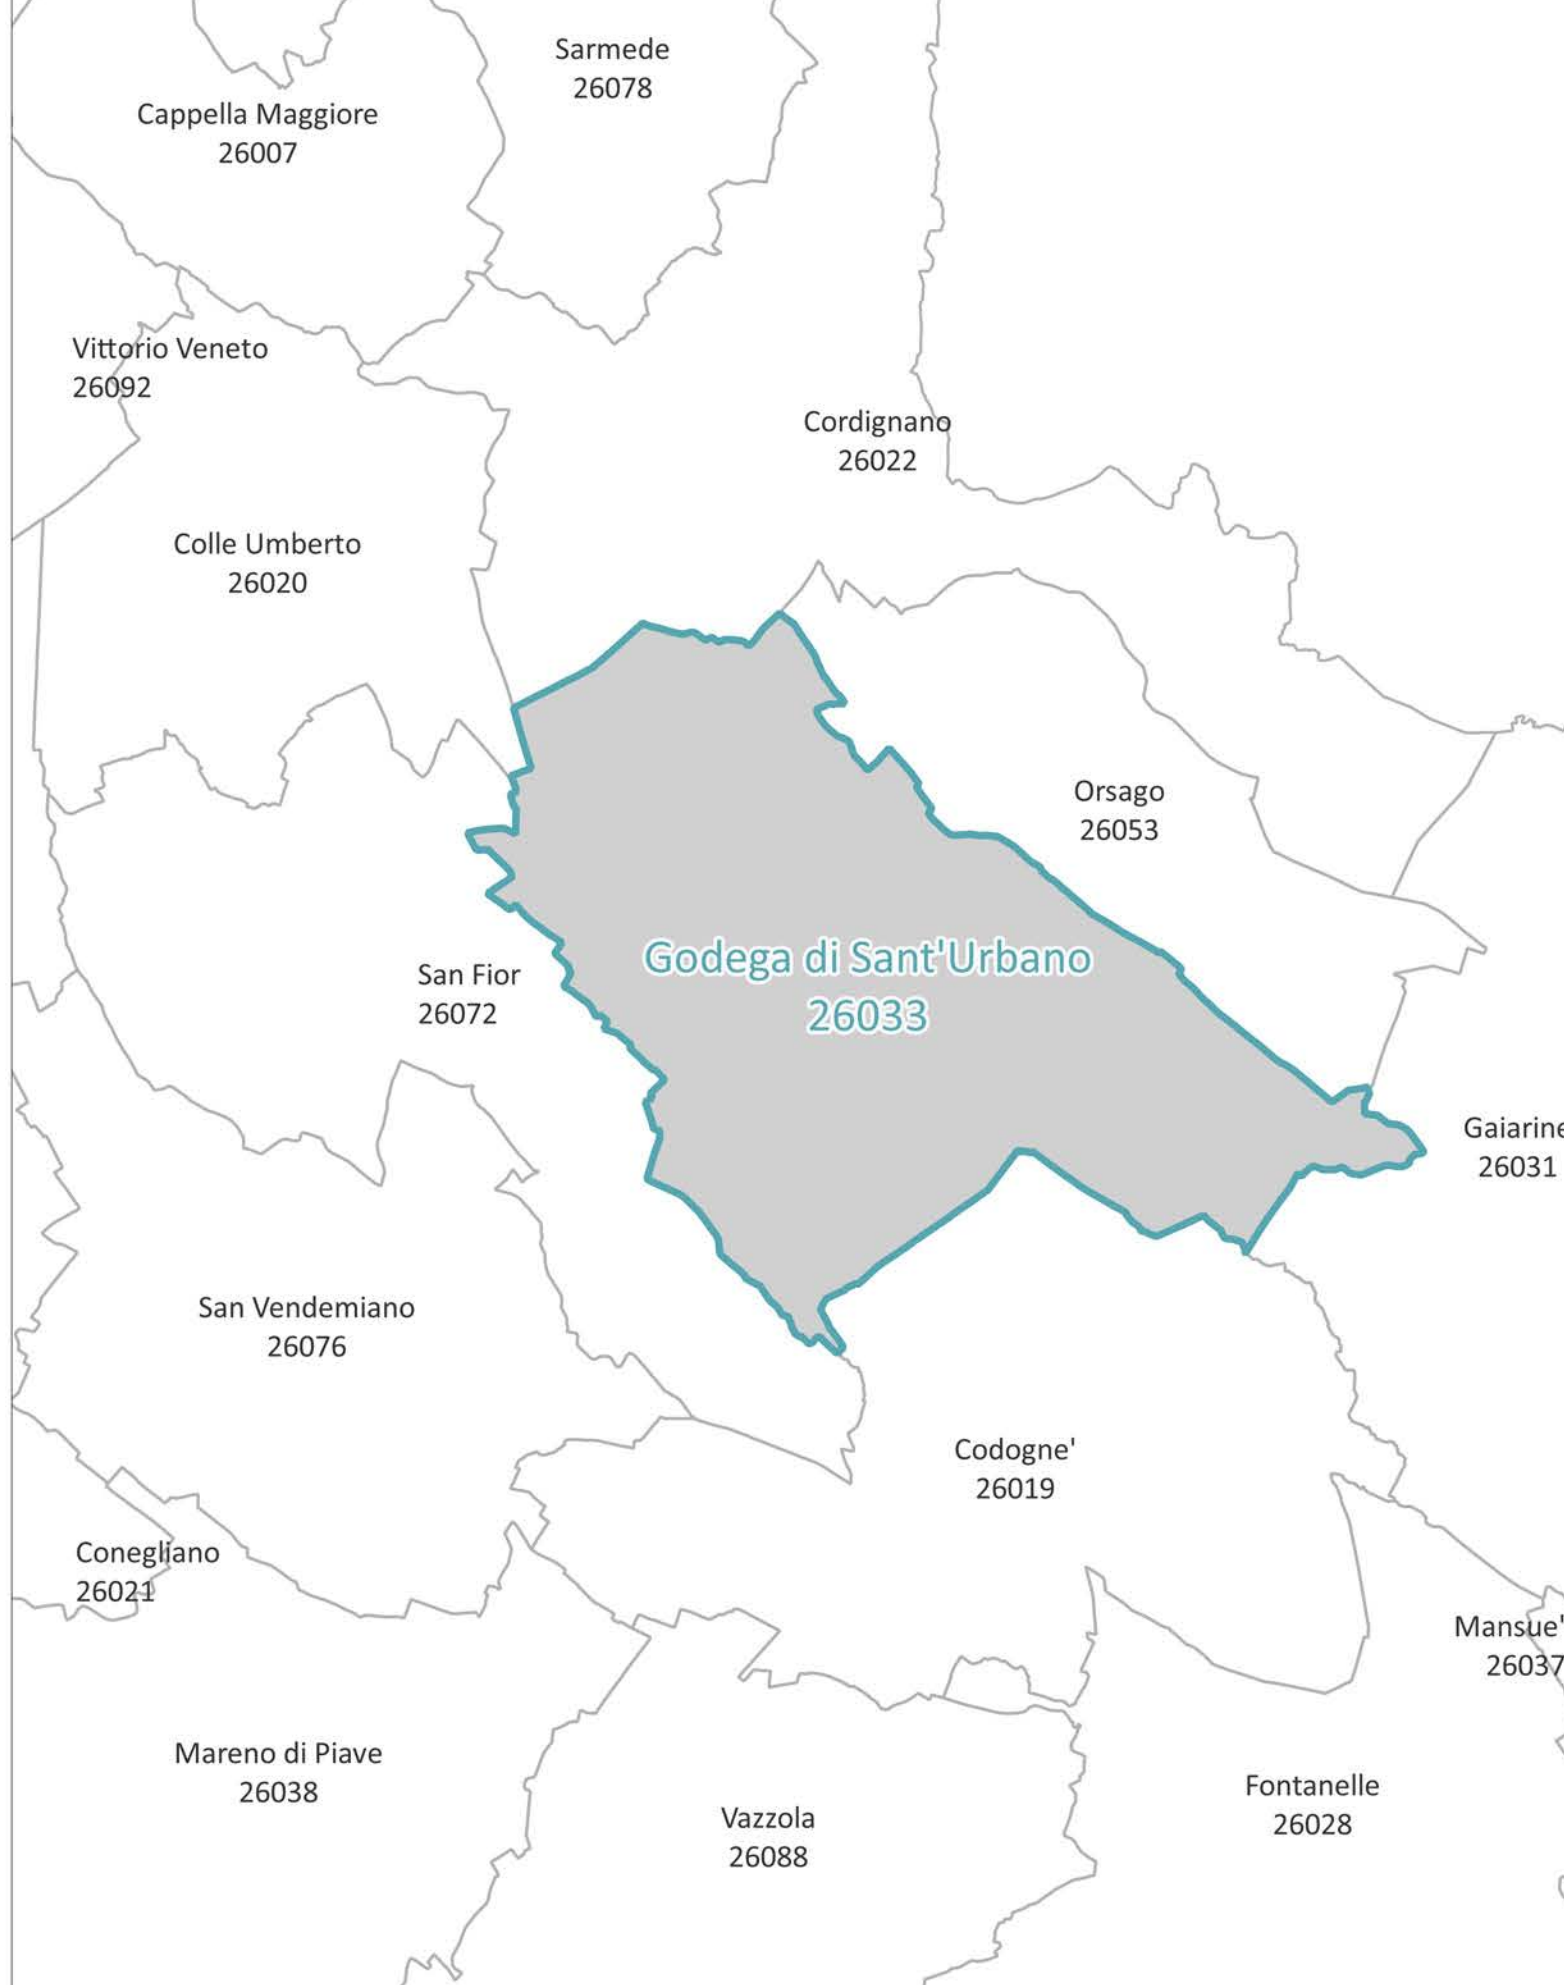 Sarmede
26078
Cappella Maggiore
26007
Vittorio Veneto
26092
Cordignano
26022
Colle Umberto
26020
Orsago
26053
Godega di Sant'Urbano
26033
San Fior
26072
Gaiarine
26031
San Vendemiano
26076
Codogne'
26019
Conegliano
26021
Mansue'
26037
Mareno di Piave
26038
Fontanelle
26028
Vazzola
26088